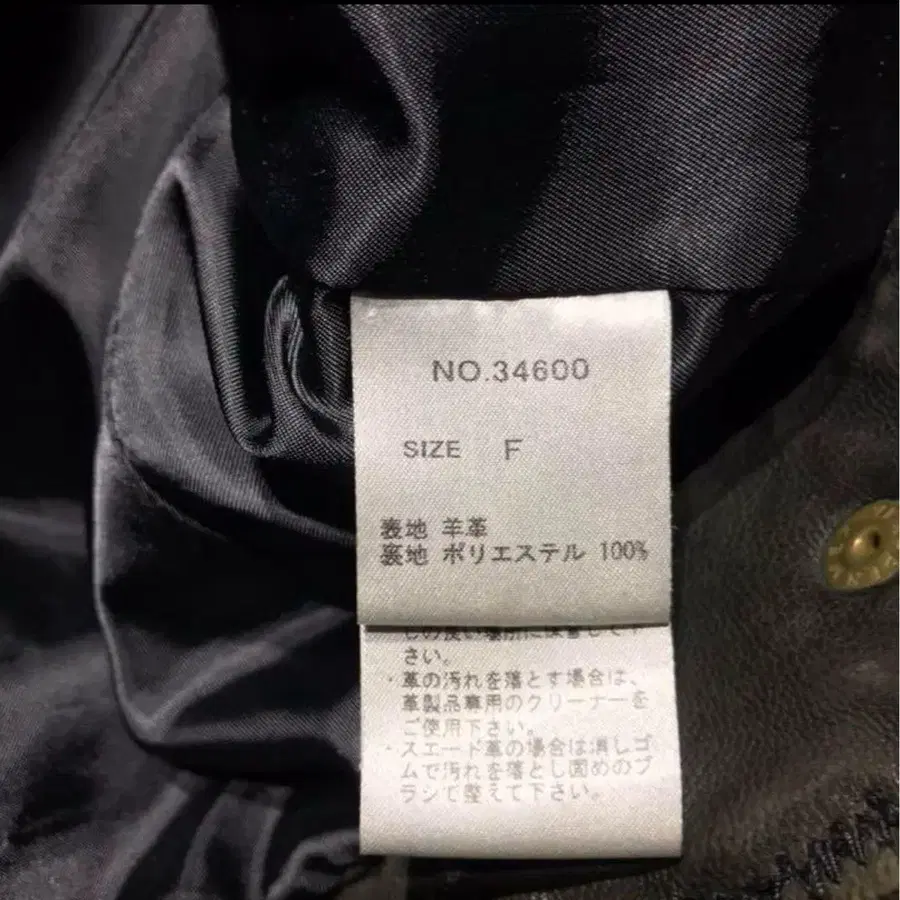 NO.34600
SIZE F
表地 羊革
裏地 ポリエステル 100%
さい。
・革の汚れを落とす場合は、
革製品専用のクリーナーを
ご使用下さい。
・スエード革の場合は消しゴ
ムで汚れを落とし固めのブ
ラシで整えて下さい。